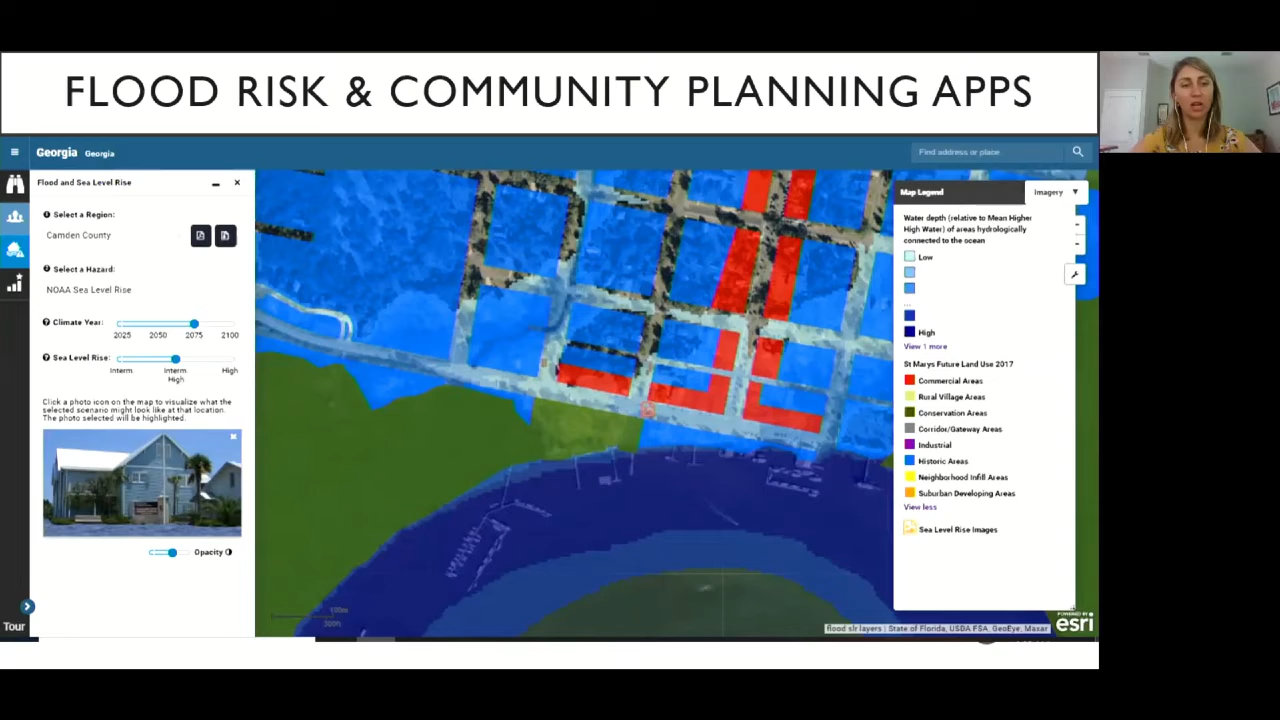 FLOOD RISK & COMMUNITY PLANNING APPS
Georgia Georgia
Find address or place
Flood and Sea Level Rise
Select a Region:
Camden County
Select a Hazard:
NOAA Sea Level Rise
Climate Year:
2025 2050 2075 2100
Sea Level Rise:
Interm. Interm. High
High
Click a photo icon on the map to visualize what the
selected scenario might look like at that location.
The photo selected will be highlighted.
Opacity
Tour
Map Legend
Imagery
Water depth (relative to Mean Higher
High Water) of areas hydrologically
connected to the ocean
Low
...
High
View 1 more
St Marys Future Land Use 2017
Commercial Areas
Rural Village Areas
Conservation Areas
Corridor/Gateway Areas
Industrial
Historic Areas
Neighborhood Infill Areas
Suburban Developing Areas
View less
Sea Level Rise Images
100m
300ft
flood slr layers | State of Florida, USDA FSA, GeoEye, Maxar
POWERED BY
esri